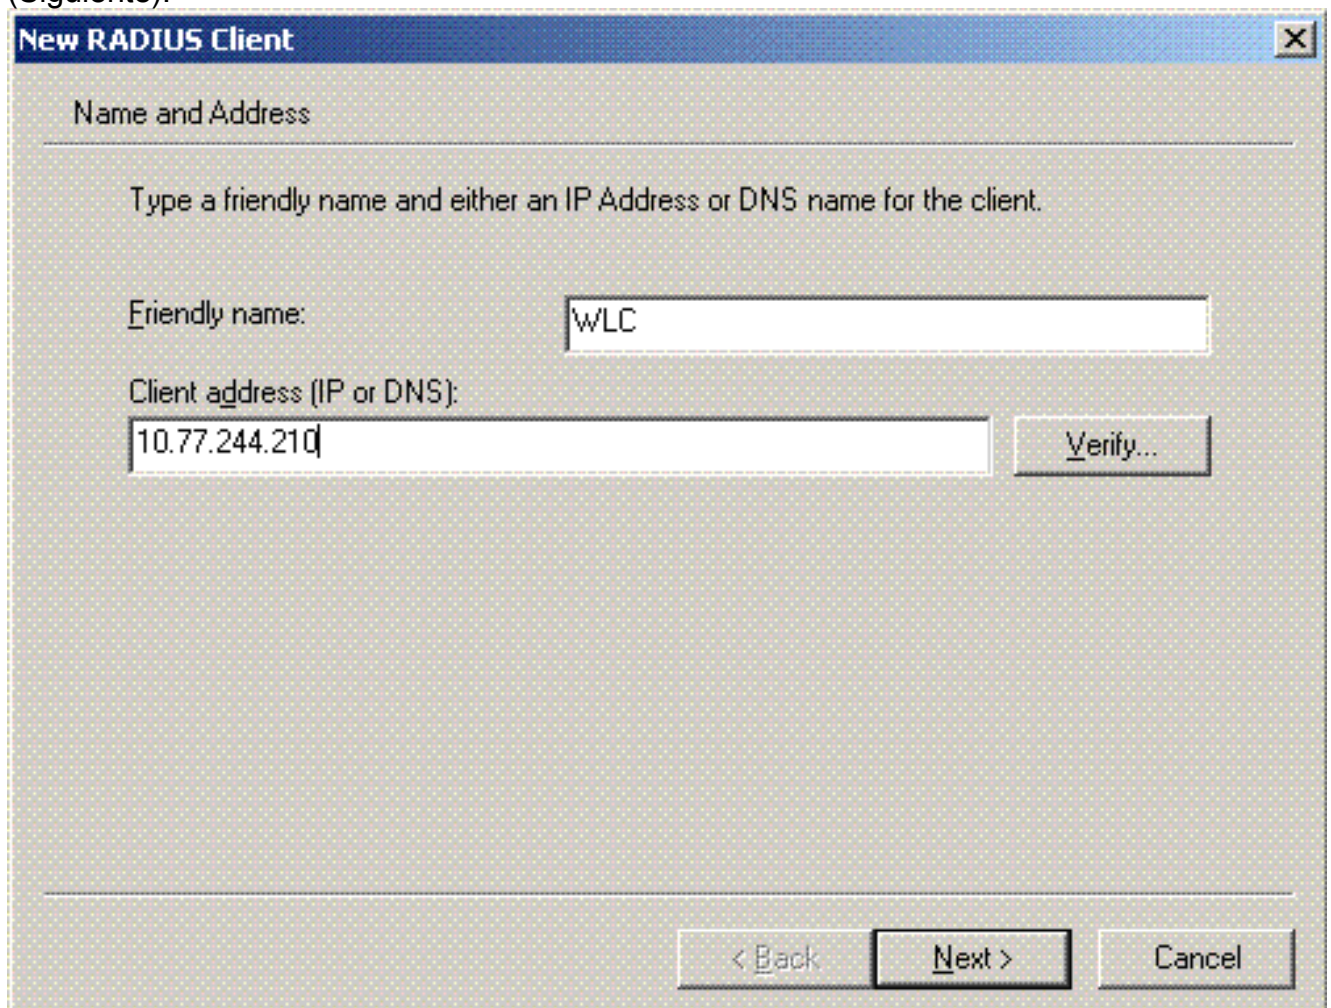 (Siguiente).
New RADIUS Client
Name and Address
Type a friendly name and either an IP Address or DNS name for the client.
Friendly name:
WLC
Client address (IP or DNS):
10.77.244.210
Verify...
< Back
Next >
Cancel